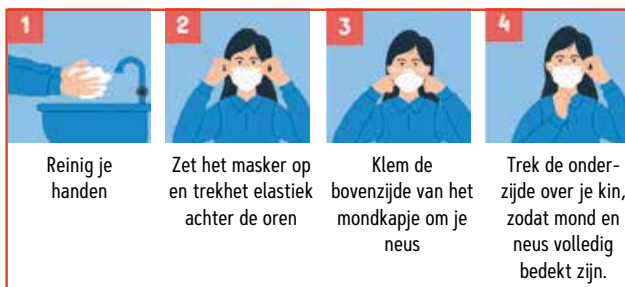 1
Reinig je
handen
2
Zet het masker op
en trekhet elastiek
achter de oren
3
Klem de
bovenzijde van het
mondkapje om je
neus
4
Trek de onder-
zijde over je kin,
zodat mond en
neus volledig
bedekt zijn.